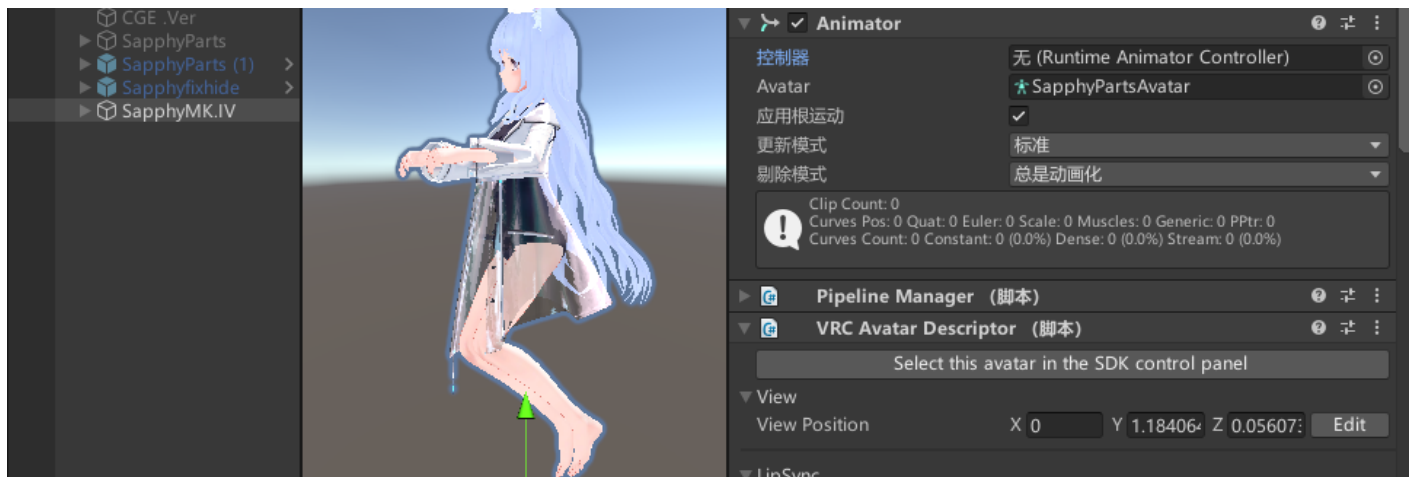 CGE .Ver
SapphyParts
SapphyParts (1)
Sapphyfixhide
SapphyMK.IV
Animator
控制器 无 (Runtime Animator Controller)
Avatar SapphyPartsAvatar
应用根运动
更新模式 标准
剔除模式 总是动画化
Clip Count: 0
Curves Pos: 0 Quat: 0 Euler: 0 Scale: 0 Muscles: 0 Generic: 0 PPtr: 0
Curves Count: 0 Constant: 0 (0.0%) Dense: 0 (0.0%) Stream: 0 (0.0%)
Pipeline Manager （脚本）
VRC Avatar Descriptor （脚本）
Select this avatar in the SDK control panel
View
View Position X 0 Y 1.18406 Z 0.05607 Edit
LipSync